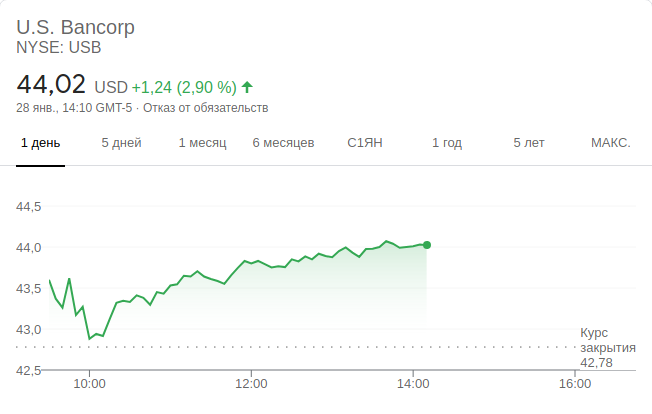 U.S. Bancorp
NYSE: USB
44,02 USD +1,24 (2,90 %)
28 янв., 14:10 GMT-5 · Отказ от обязательств
1 день 5 дней 1 месяц 6 месяцев С1ЯН 1 год 5 лет МАКС.
44,5
44,0
43,5
43,0
Курс
закрытия
42,78
42,5
10:00 12:00 14:00 16:00